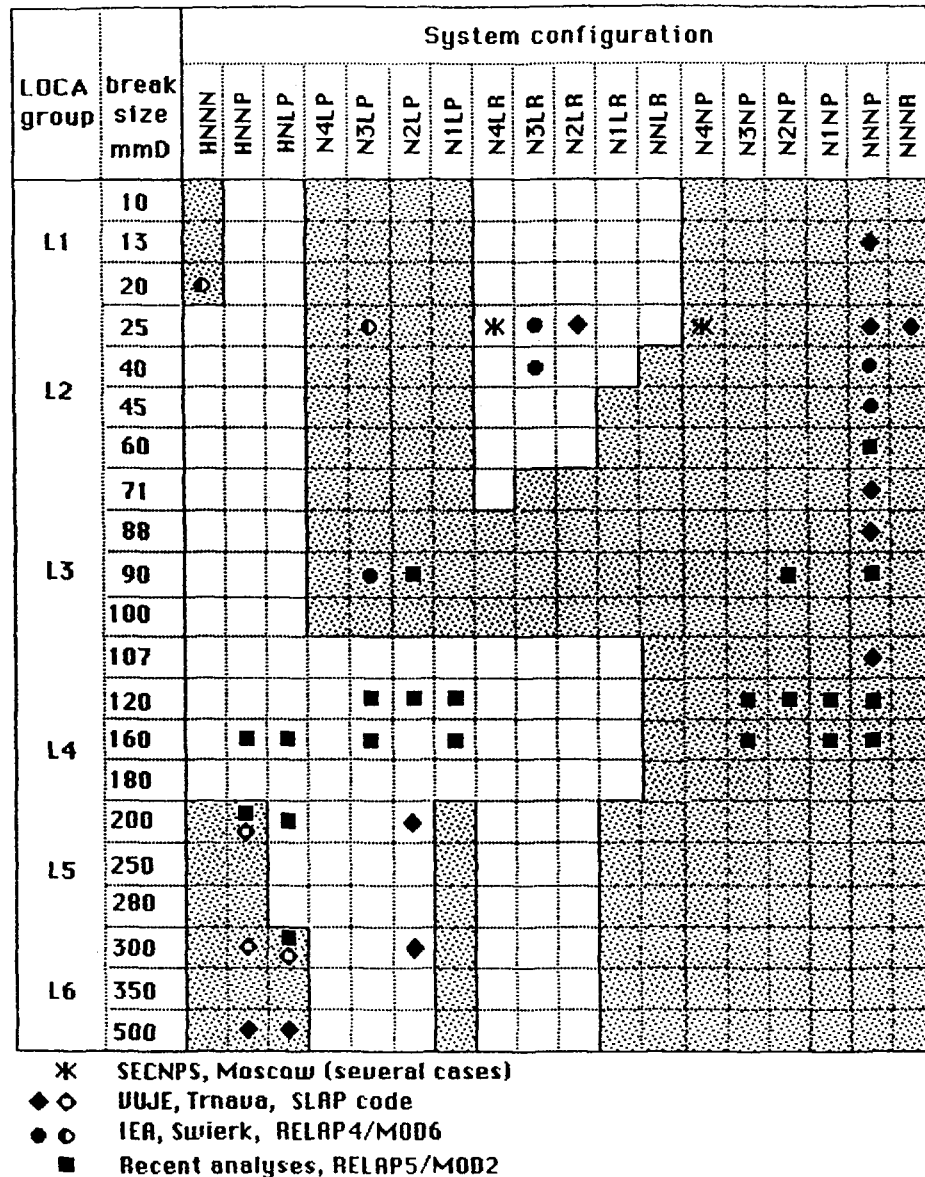 System configuration
LOCA group
break size mmD
HNNN
HNNP
HNLP
N4LP
N3LP
N2LP
N1LP
N4LR
N3LR
N2LR
N1LR
NNLR
N4NP
N3NP
N2NP
N1NP
NNNP
NNNR
10
L1 13
20
25
40
L2 45
60
71
88
L3 90
100
107
120
L4 160
180
200
L5 250
280
300
L6 350
500
SECNPS, Moscow (several cases)
VUJE, Trnava, SLAP code
IEA, Swierk, RELAP4/MOD6
Recent analyses, RELAP5/MOD2